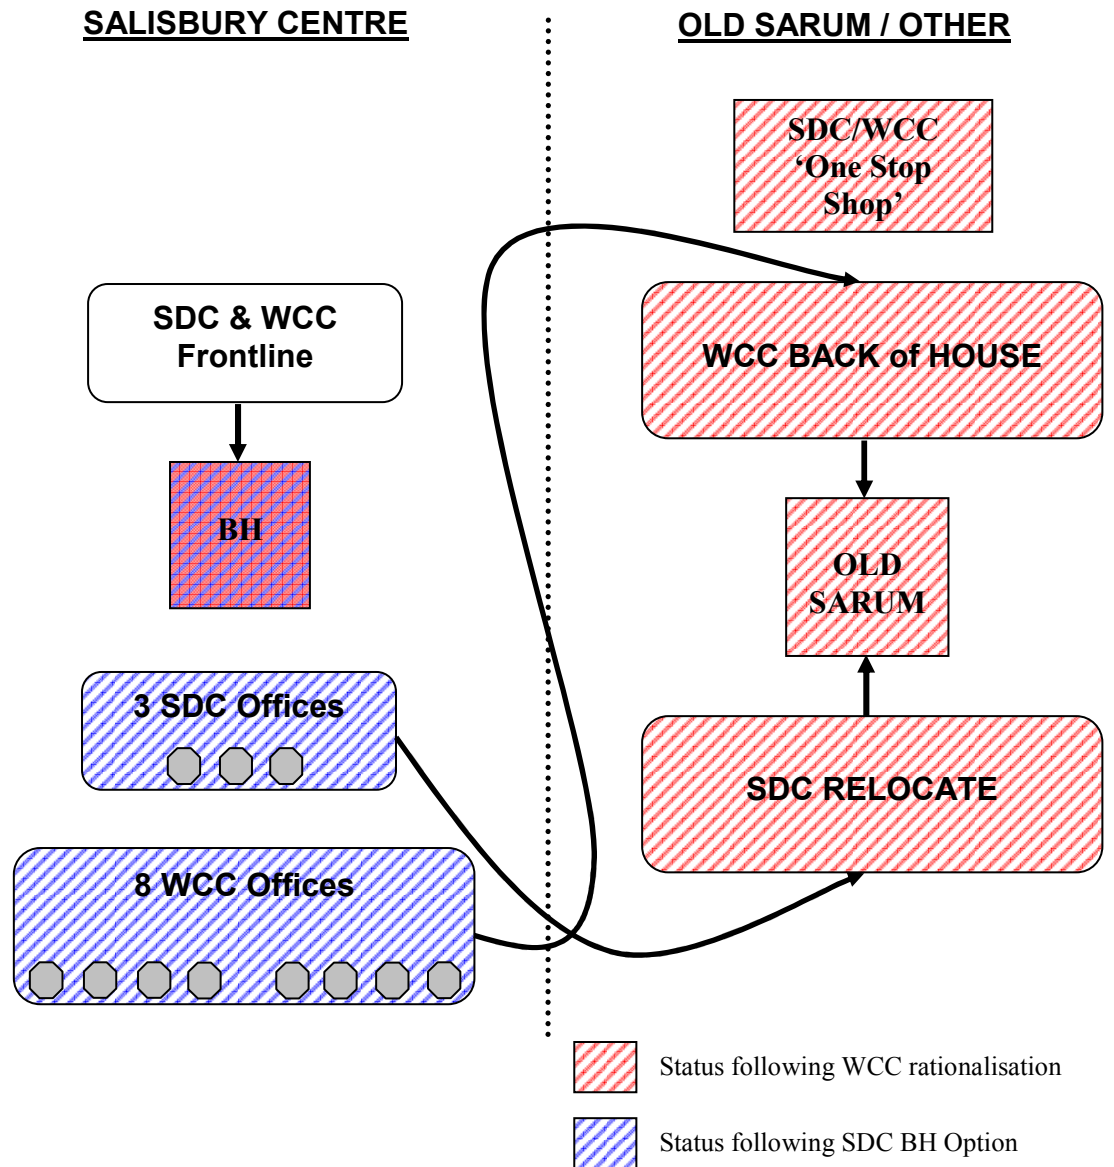 SALISBURY CENTRE
OLD SARUM / OTHER
SDC/WCC
‘One Stop
Shop’
SDC & WCC
Frontline
WCC BACK of HOUSE
BH
OLD
SARUM
3 SDC Offices
SDC RELOCATE
8 WCC Offices
Status following WCC rationalisation
Status following SDC BH Option